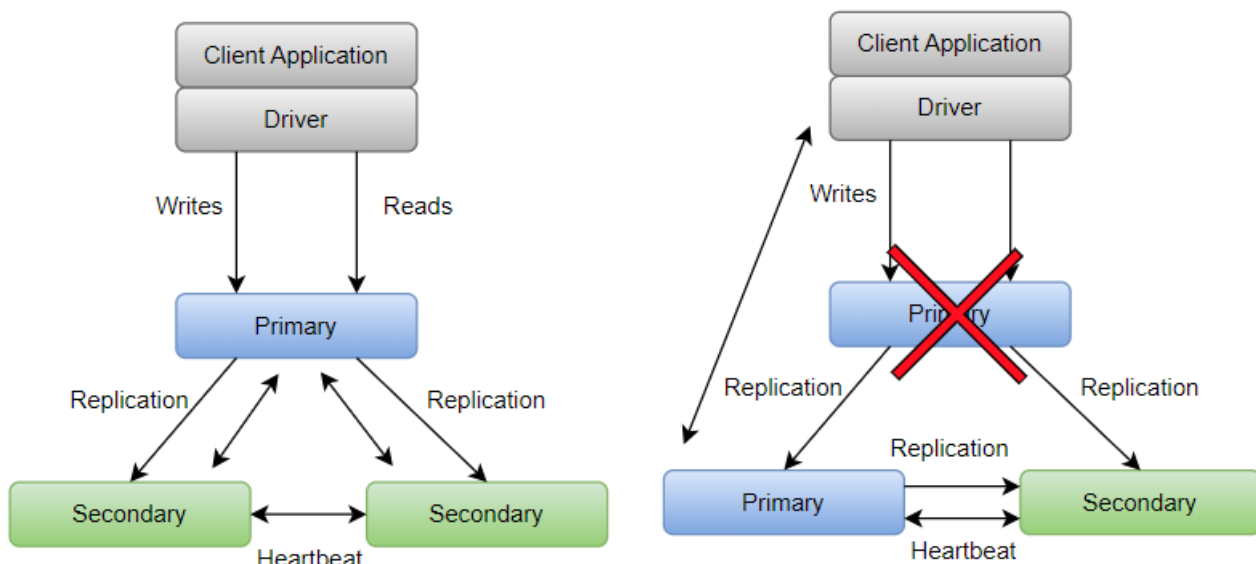 Client Application
Driver
Writes
Reads
Primary
Replication
Replication
Secondary
Secondary
Heartbeat
Client Application
Driver
Writes
Primary
Replication
Replication
Replication
Primary
Secondary
Heartbeat